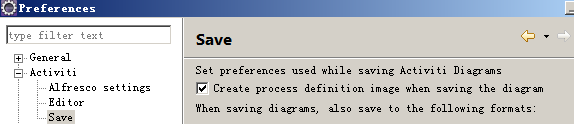 Preferences
type filter text
General
Activiti
Alfresco settings
Editor
Save
Save
Set preferences used while saving Activiti Diagrams
Create process definition image when saving the diagram
When saving diagrams, also save to the following formats: